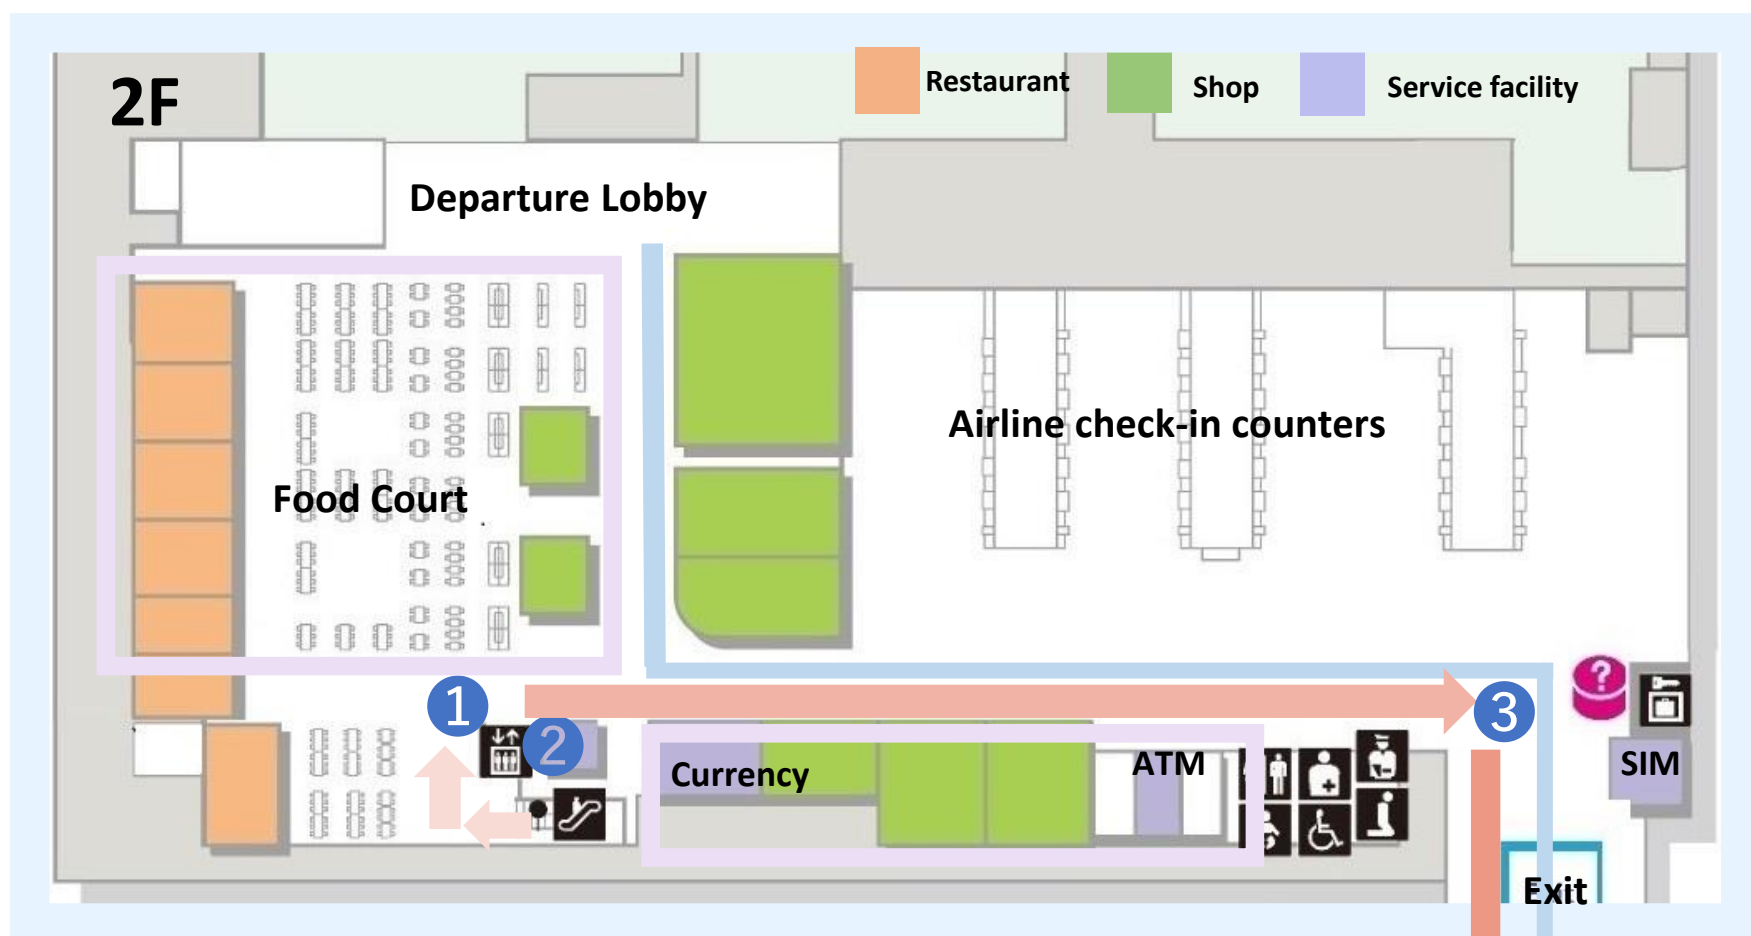 2F
Restaurant
Shop
Service facility
Departure Lobby
Airline check-in counters
Food Court
?
1
2
3
Currency
ATM
SIM
Exit